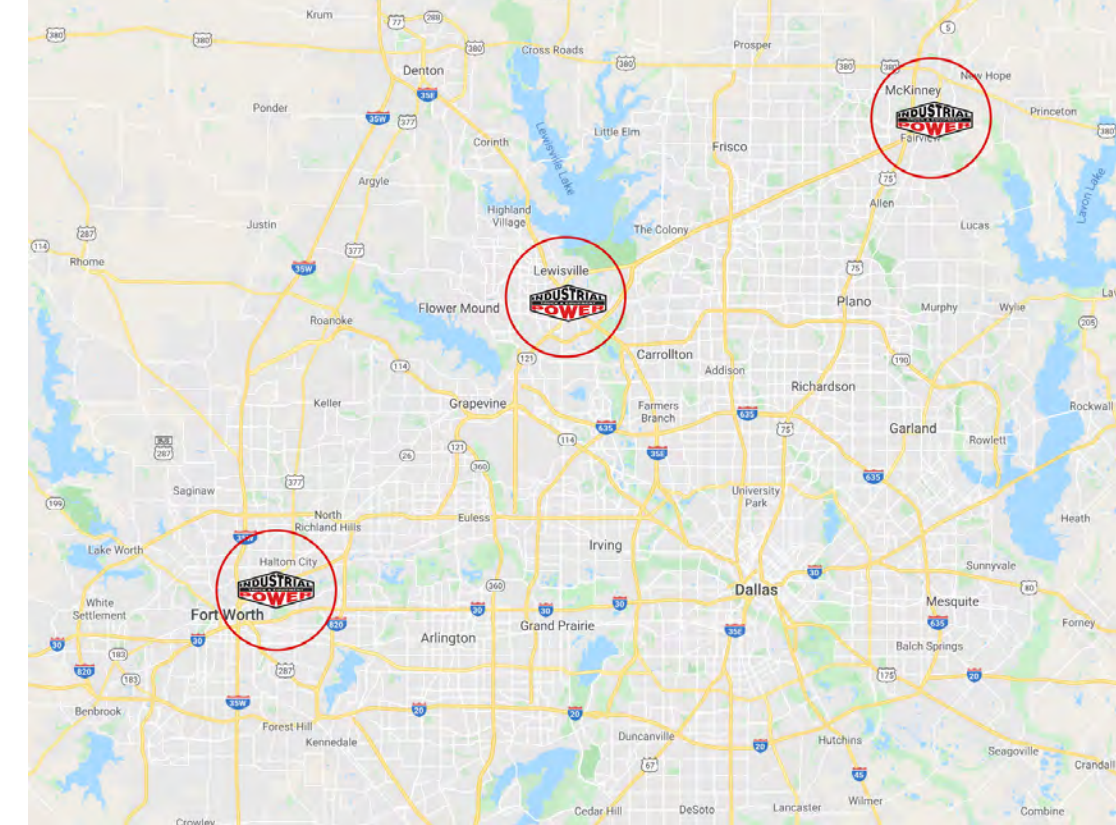 Krum
77
288
380
380
380
Cross Roads
380
Prosper
5
380
380
New Hope
Denton
35E
McKinney
Princeton
380
Ponder
35W
377
INDUSTRIAL
POWER
Fairview
Corinth
Lewisville Lake
Little Elm
Frisco
Argyle
75
Lavon Lake
Highland
Village
Allen
Justin
287
The Colony
Lucas
114
377
Rhome
35W
Lewisville
75
INDUSTRIAL
POWER
Flower Mound
Plano
Murphy
Wylie
Roanoke
205
121
Carrollton
190
114
Addison
Richardson
Keller
Grapevine
Farmers
Branch
635
Rockwall
635
75
Garland
287
121
114
35E
Rowlett
26
360
635
377
Saginaw
University
Park
199
North
Richland Hills
Euless
Heath
35W
Lake Worth
Irving
Haltom City
Sunnyvale
30
INDUSTRIAL
POWER
360
Dallas
80
White
Settlement
Mesquite
Fort Worth
30
30
30
820
Grand Prairie
635
Forney
Arlington
35E
30
30
Balch Springs
183
820
287
175
20
183
35W
Benbrook
20
20
Forest Hill
Duncanville
Hutchins
Kennedale
20
Seagoville
67
45
Crandall
Wilmer
Cedar Hill
DeSoto
Lancaster
Combine
Crowley